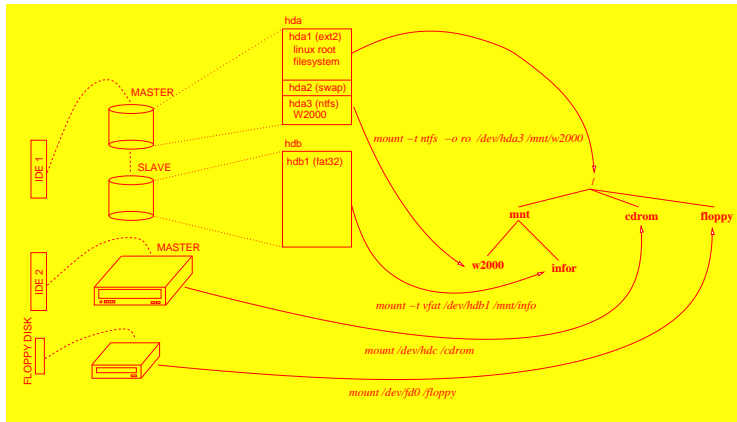 hda
hda1 (ext2)
linux root
filesystem
hda2 (swap)
hda3 (ntfs)
W2000
MASTER
IDE 1
SLAVE
hdb
hdb1 (fat32)
mount −t ntfs −o ro /dev/hda3 /mnt/w2000
/
mnt
cdrom
floppy
w2000
infor
MASTER
IDE 2
mount −t vfat /dev/hdb1 /mnt/info
FLOPPY DISK
mount /dev/hdc /cdrom
mount /dev/fd0 /floppy